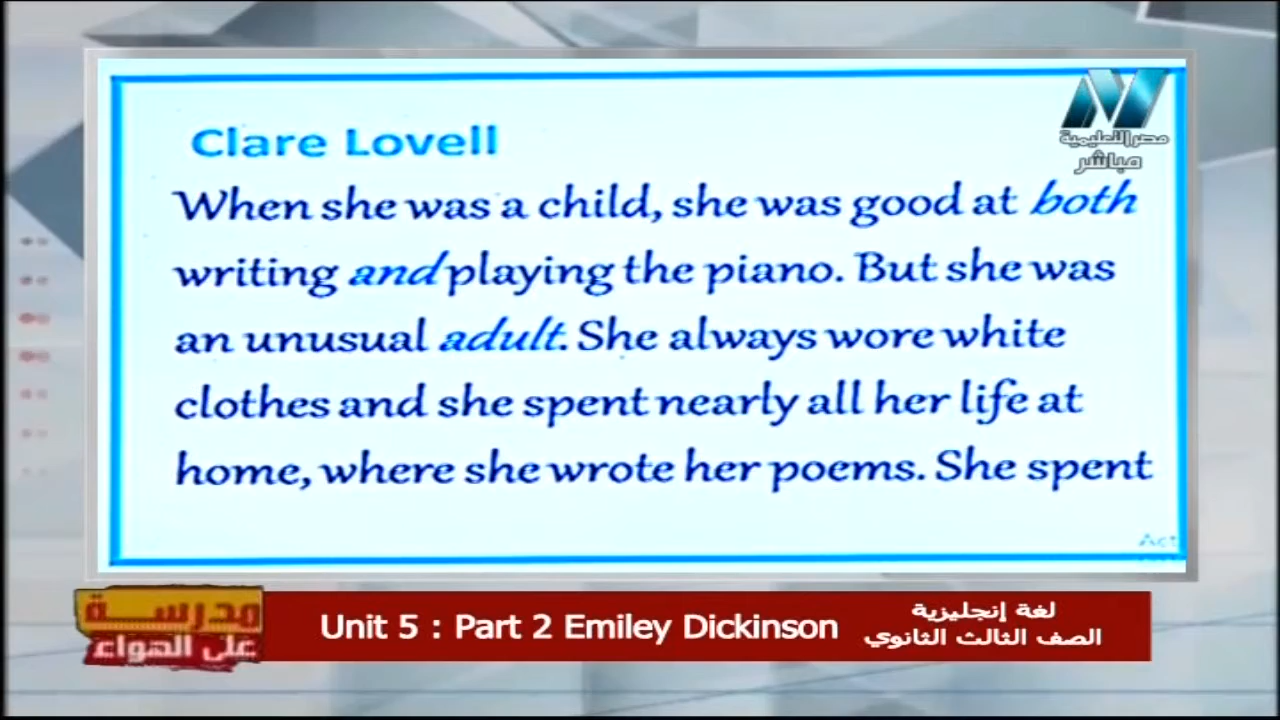 مصر التعليمية
مباشر
Clare Lovell
When she was a child, she was good at both
writing and playing the piano. But she was
an unusual adult. She always wore white
clothes and she spent nearly all her life at
home, where she wrote her poems. She spent
Act
مدرسة
على الهواء
Unit 5 : Part 2 Emiley Dickinson
لغة إنجليزية
الصف الثالث الثانوي